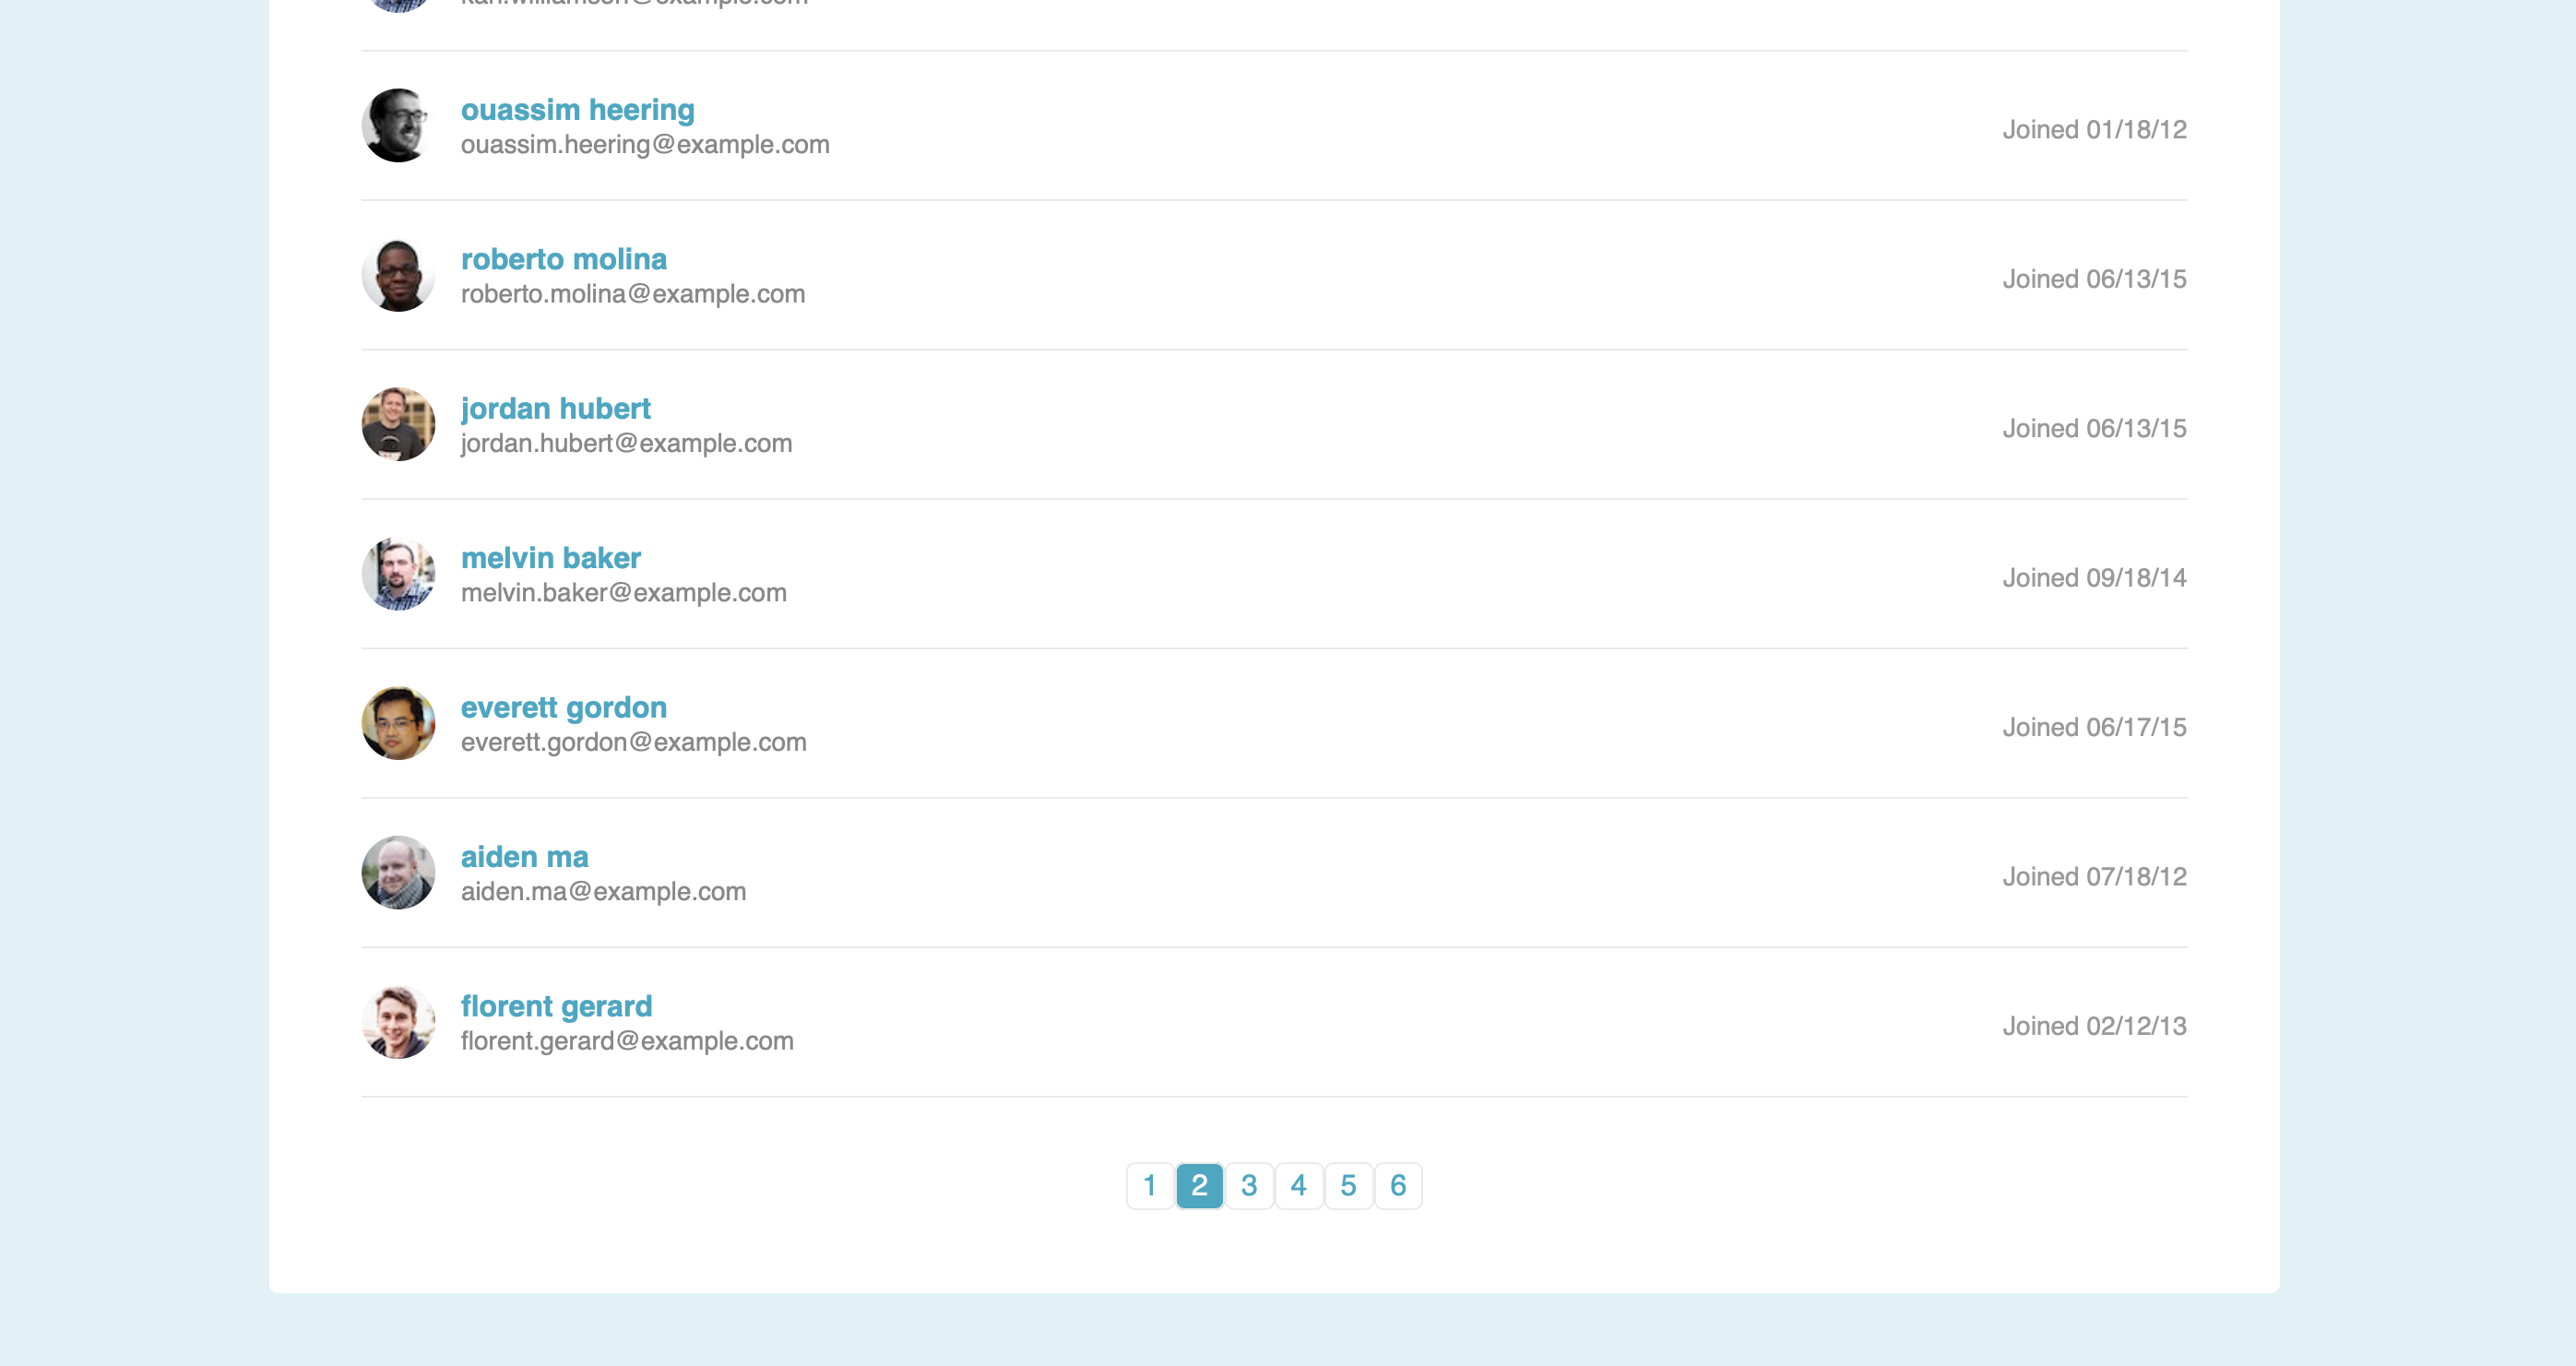 ouassim heering
ouassim.heering@example.com
Joined 01/18/12
roberto molina
roberto.molina@example.com
Joined 06/13/15
jordan hubert
jordan.hubert@example.com
Joined 06/13/15
melvin baker
melvin.baker@example.com
Joined 09/18/14
everett gordon
everett.gordon@example.com
Joined 06/17/15
aiden ma
aiden.ma@example.com
Joined 07/18/12
florent gerard
florent.gerard@example.com
Joined 02/12/13
1 2 3 4 5 6